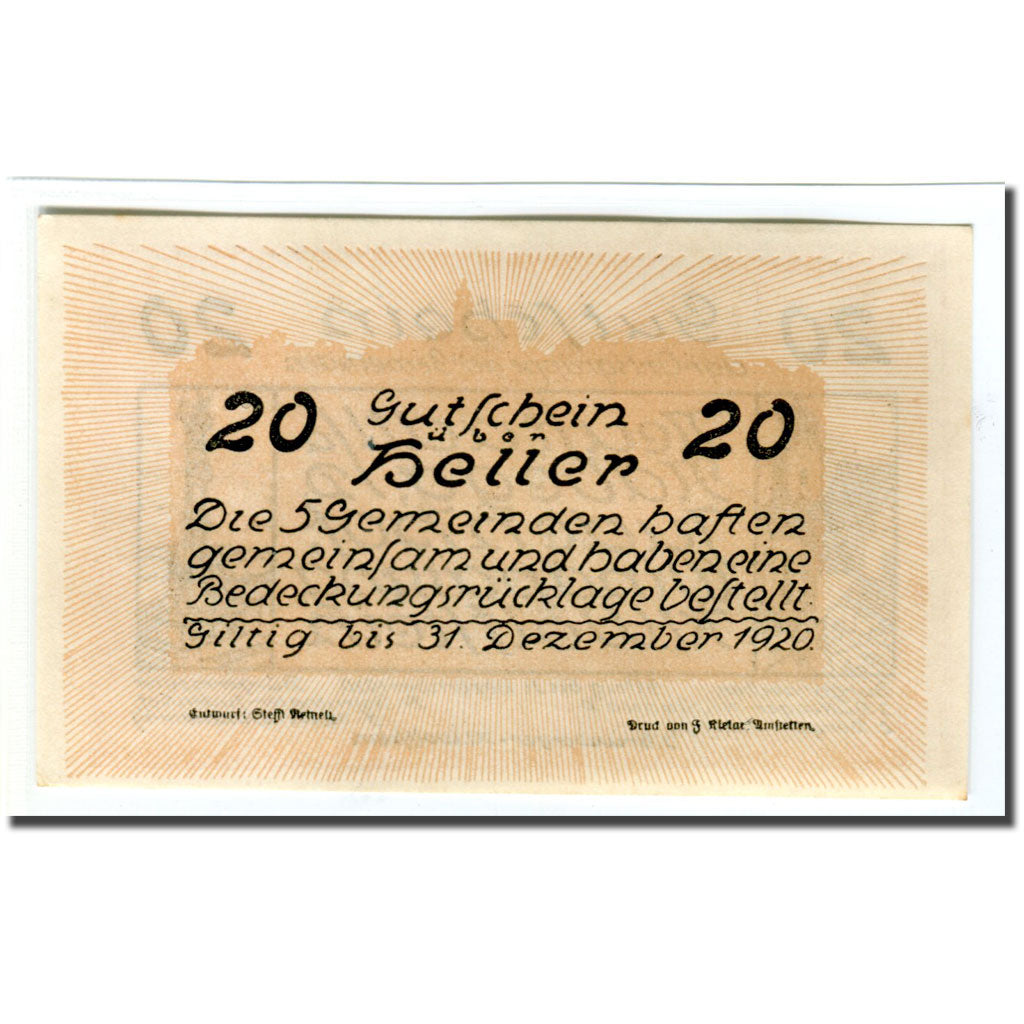 20 Gutſchein 20
über
Heller
Die 5 Gemeinden haften
gemeinſam und haben eine
Bedeckungsrücklage beſtellt.
Giltig bis 31. Dezember 1920.
Entwurf: Steffi
Druck von F Kletar. Amſtetten.